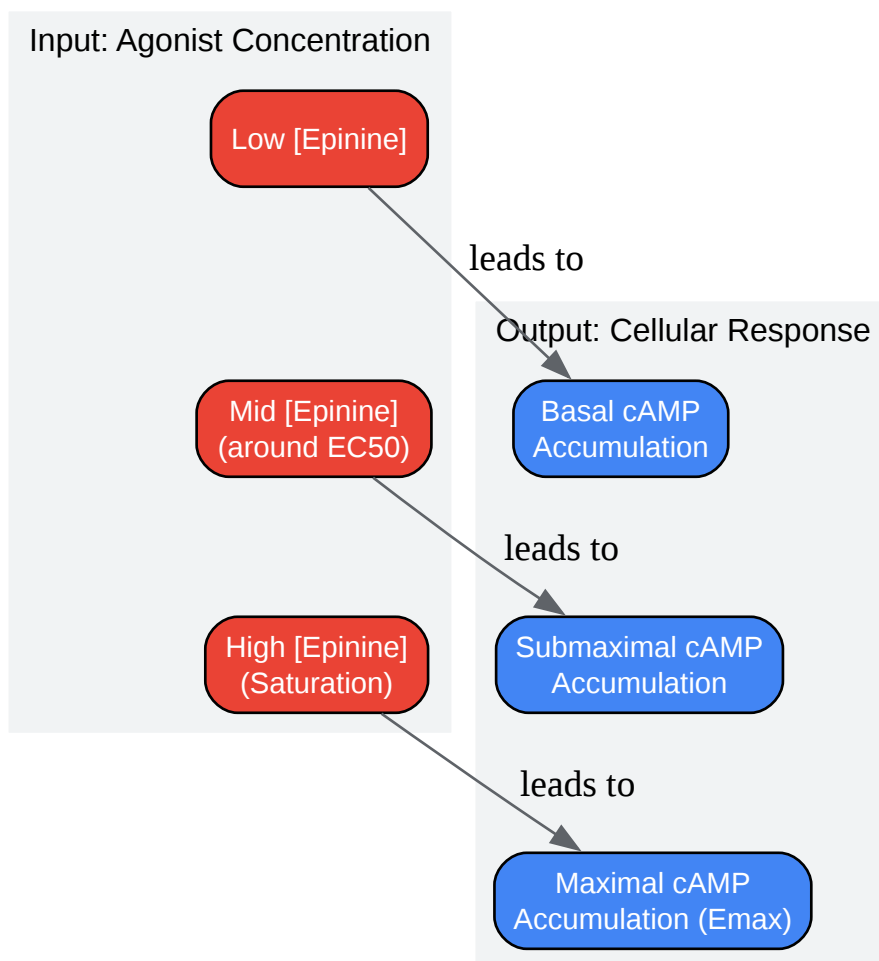 Input: Agonist Concentration
Low [Epinine]
leads to
Output: Cellular Response
Mid [Epinine]
(around EC50)
Basal cAMP
Accumulation
leads to
High [Epinine]
(Saturation)
Submaximal cAMP
Accumulation
leads to
Maximal cAMP
Accumulation (Emax)